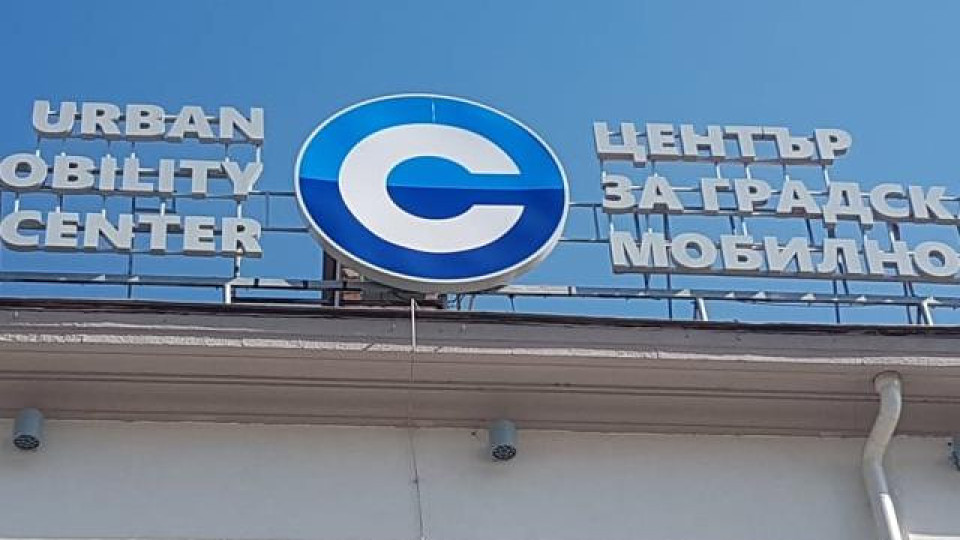 URBAN
OBILITY
CENTER
C
ЦЕНТЪР
ЗА ГРАДСК
МОБИЛНО